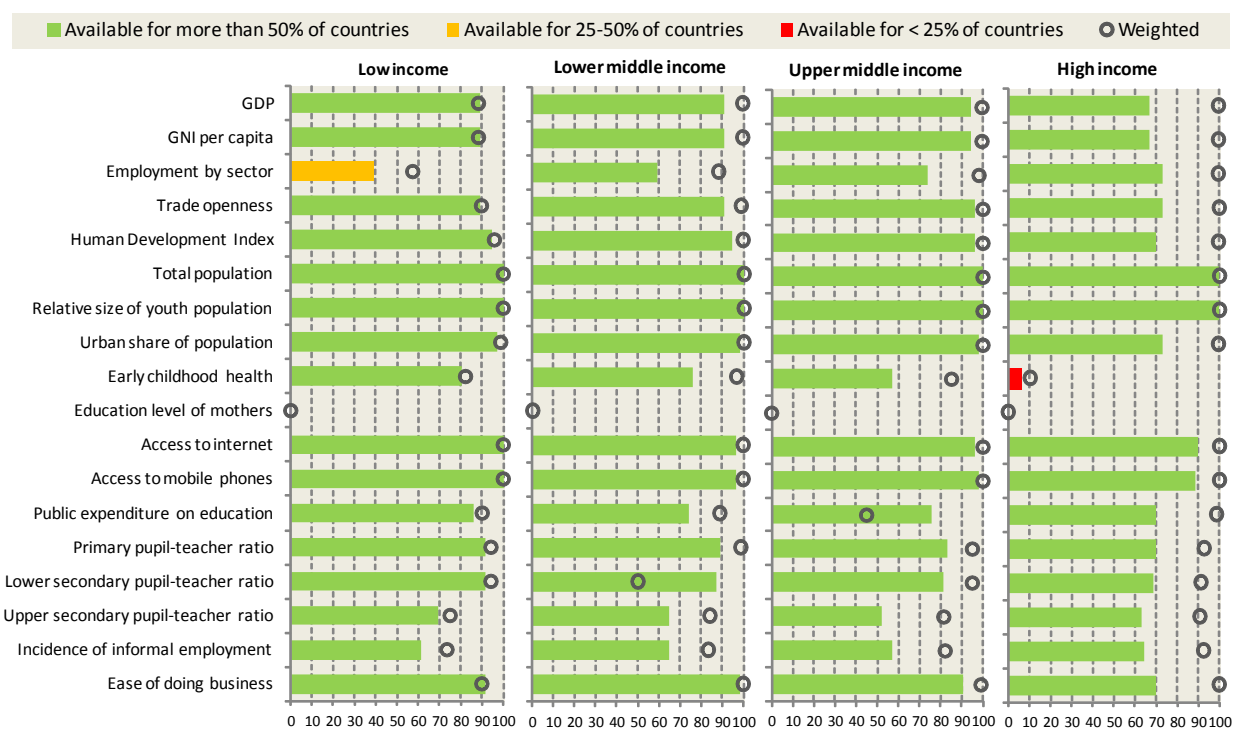 Available for more than 50% of countries Available for 25-50% of countries Available for < 25% of countries Weighted
Low income Lower middle income Upper middle income High income
GDP
GNI per capita
Employment by sector
Trade openness
Human Development Index
Total population
Relative size of youth population
Urban share of population
Early childhood health
Education level of mothers
Access to internet
Access to mobile phones
Public expenditure on education
Primary pupil-teacher ratio
Lower secondary pupil-teacher ratio
Upper secondary pupil-teacher ratio
Incidence of informal employment
Ease of doing business
0 10 20 30 40 50 60 70 80 90 100 0 10 20 30 40 50 60 70 80 90 100 0 10 20 30 40 50 60 70 80 90 100 0 10 20 30 40 50 60 70 80 90 100